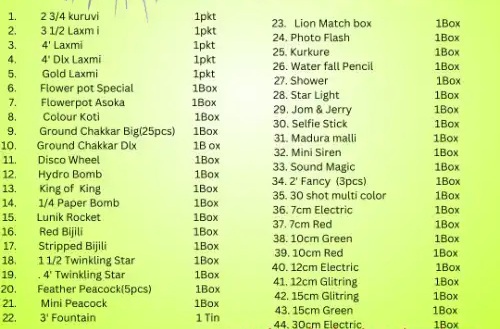 1. 2 3/4 kuruvi 1pkt
2. 3 1/2 Laxm i 1pkt
3. 4' Laxmi 1pkt
4. 4' Dlx Laxmi 1pkt
5. Gold Laxmi 1pkt
6. Flower pot Special 1Box
7. Flowerpot Asoka 1Box
8. Colour Koti 1Box
9. Ground Chakkar Big(25pcs) 1Box
10. Ground Chakkar Dlx 1B ox
11. Disco Wheel 1Box
12. Hydro Bomb 1Box
13. King of King 1Box
14. 1/4 Paper Bomb 1Box
15. Lunik Rocket 1Box
16. Red Bijili 1Box
17. Stripped Bijili 1Box
18. 1 1/2 Twinkling Star 1Box
19. . 4' Twinkling Star 1Box
20. Feather Peacock(5pcs) 1Box
21. Mini Peacock 1Box
22. 3' Fountain 1 Tin
23. Lion Match box 1Box
24. Photo Flash 1Box
25. Kurkure 1Box
26. Water fall Pencil 1Box
27. Shower 1Box
28. Star Light 1Box
29. Jom & Jerry 1Box
30. Selfie Stick 1Box
31. Madura malli 1Box
32. Mini Siren 1Box
33. Sound Magic 1Box
34. 2' Fancy (3pcs) 1Box
35. 30 shot multi color 1Box
36. 7cm Electric 1Box
37. 7cm Red 1Box
38. 10cm Green 1Box
39. 10cm Red 1Box
40. 12cm Electric 1Box
41. 12cm Glitring 1Box
42. 15cm Glitring 1Box
43. 15cm Green 1Box
44. 30cm Electric 1Box